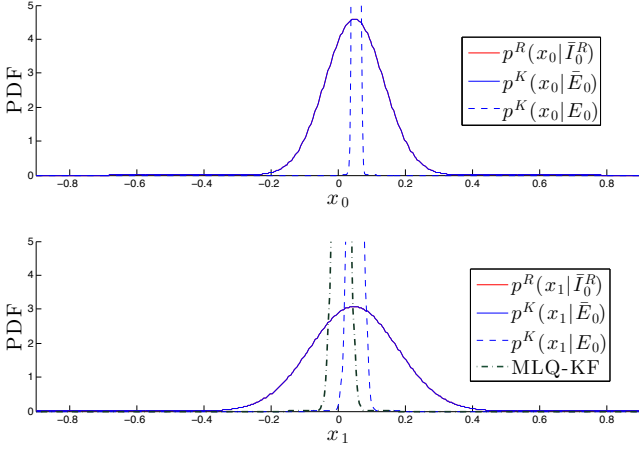 PDF
5
4
3
2
1
0
−0.8 −0.6 −0.4 −0.2 0 0.2 0.4 0.6 0.8
x₀
pᴿ(x₀|Ī₀ᴿ)
pᴷ(x₀|Ē₀)
pᴷ(x₀|E₀)
PDF
5
4
3
2
1
0
−0.8 −0.6 −0.4 −0.2 0 0.2 0.4 0.6 0.8
x₁
pᴿ(x₁|Ī₀ᴿ)
pᴷ(x₁|Ē₀)
pᴷ(x₁|E₀)
MLQ-KF